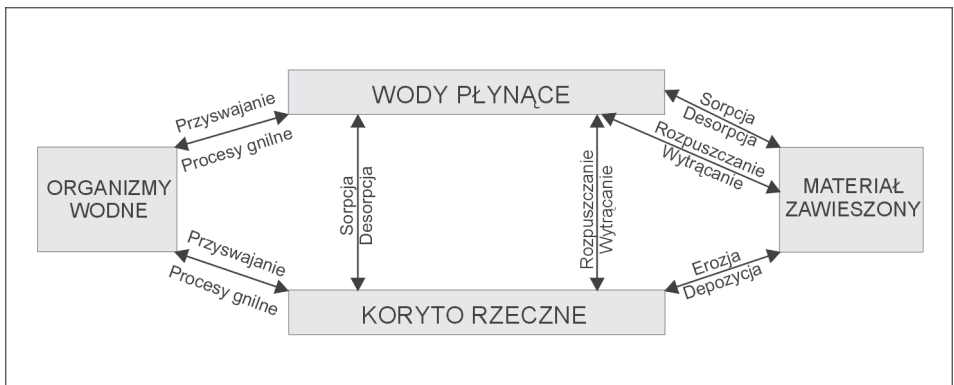 WODY PŁYNĄCE
Przyswajanie
Procesy gnilne
Sorpcja
Desorpcja
Rozpuszczanie
Wytrącanie
ORGANIZMY
WODNE
Sorpcja
Desorpcja
Rozpuszczanie
Wytrącanie
MATERIAŁ
ZAWIESZONY
Przyswajanie
Procesy gnilne
Erozja
Depozycja
KORYTO RZECZNE